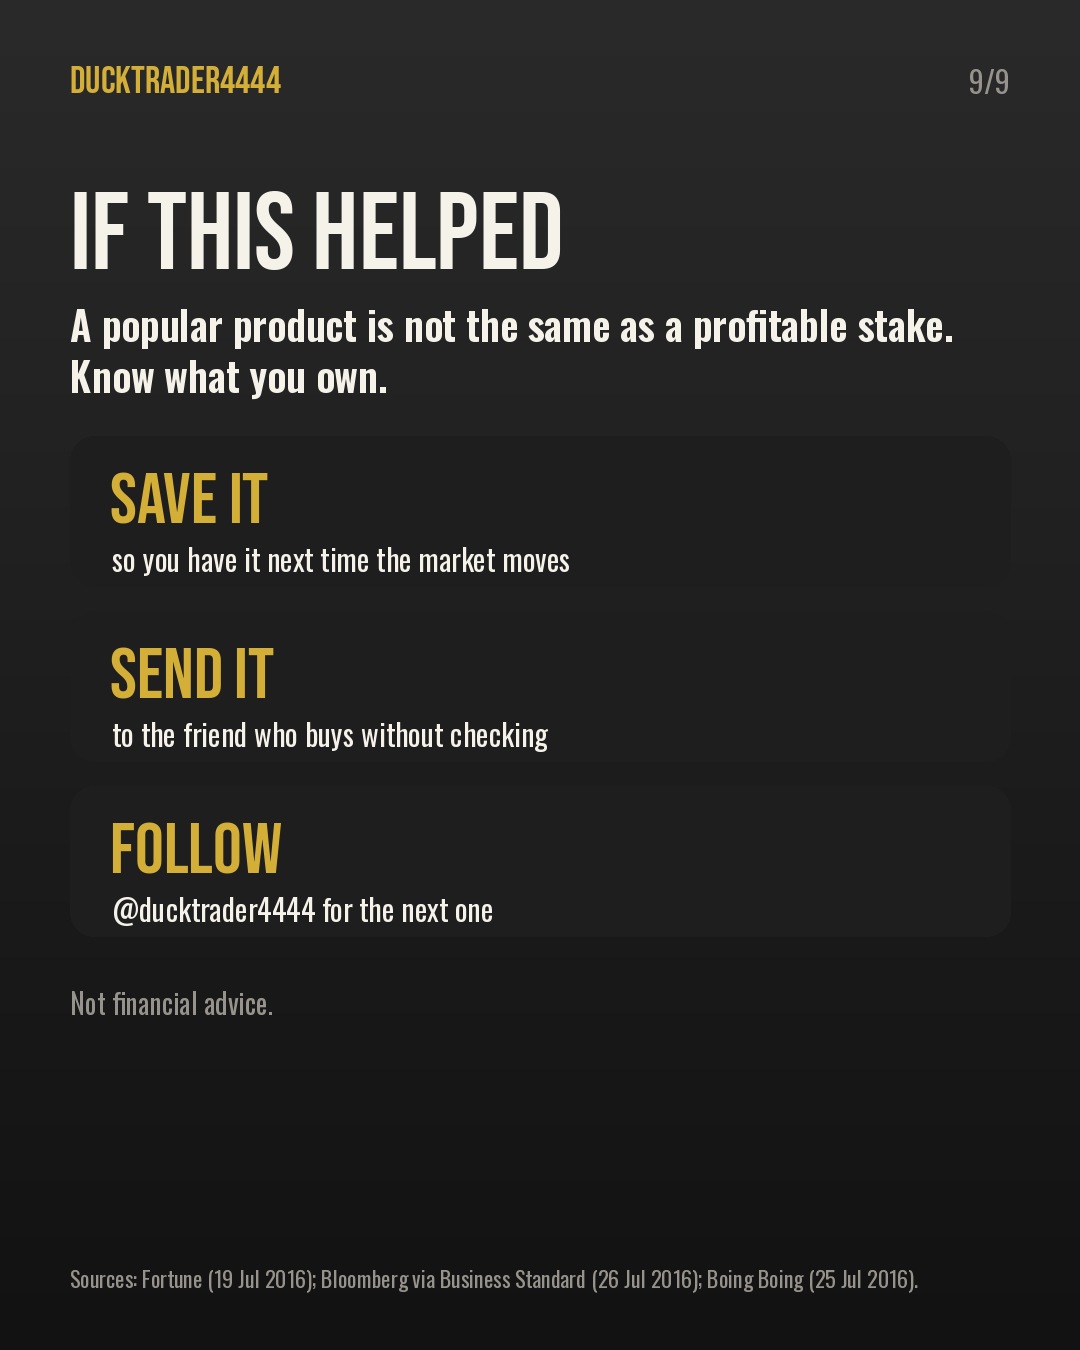 DUCKTRADER4444
9/9
IF THIS HELPED
A popular product is not the same as a profitable stake.
Know what you own.
SAVE IT
so you have it next time the market moves
SEND IT
to the friend who buys without checking
FOLLOW
@ducktrader4444 for the next one
Not financial advice.
Sources: Fortune (19 Jul 2016); Bloomberg via Business Standard (26 Jul 2016); Boing Boing (25 Jul 2016).